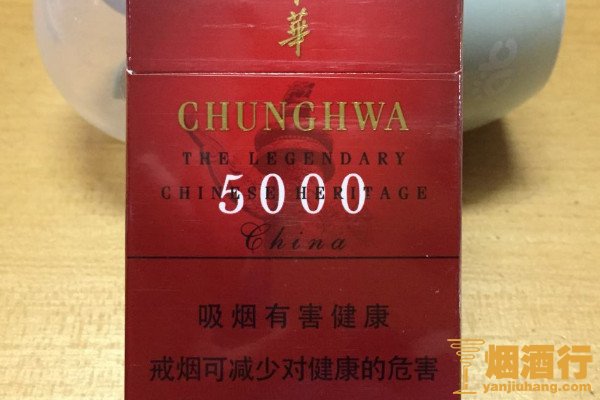 華
CHUNGHWA
THE LEGENDARY
CHINESE HERITAGE
5000
China
吸烟有害健康
戒烟可减少对健康的危害
烟酒行
yanjiuhang.com